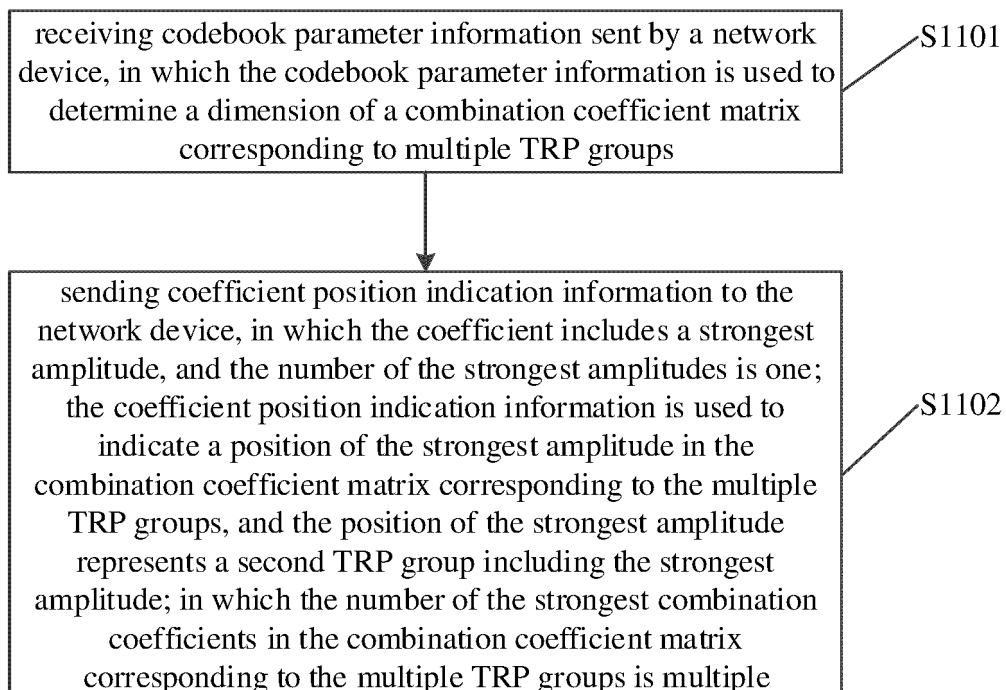 receiving codebook parameter information sent by a network
device, in which the codebook parameter information is used to
determine a dimension of a combination coefficient matrix
corresponding to multiple TRP groups
S1101
sending coefficient position indication information to the
network device, in which the coefficient includes a strongest
amplitude, and the number of the strongest amplitudes is one;
the coefficient position indication information is used to
indicate a position of the strongest amplitude in the
combination coefficient matrix corresponding to the multiple
TRP groups, and the position of the strongest amplitude
represents a second TRP group including the strongest
amplitude; in which the number of the strongest combination
coefficients in the combination coefficient matrix
corresponding to the multiple TRP groups is multiple
S1102